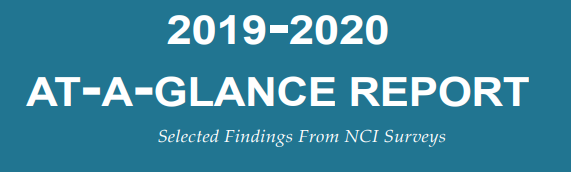 2019-2020
AT-A-GLANCE REPORT
Selected Findings From NCI Surveys